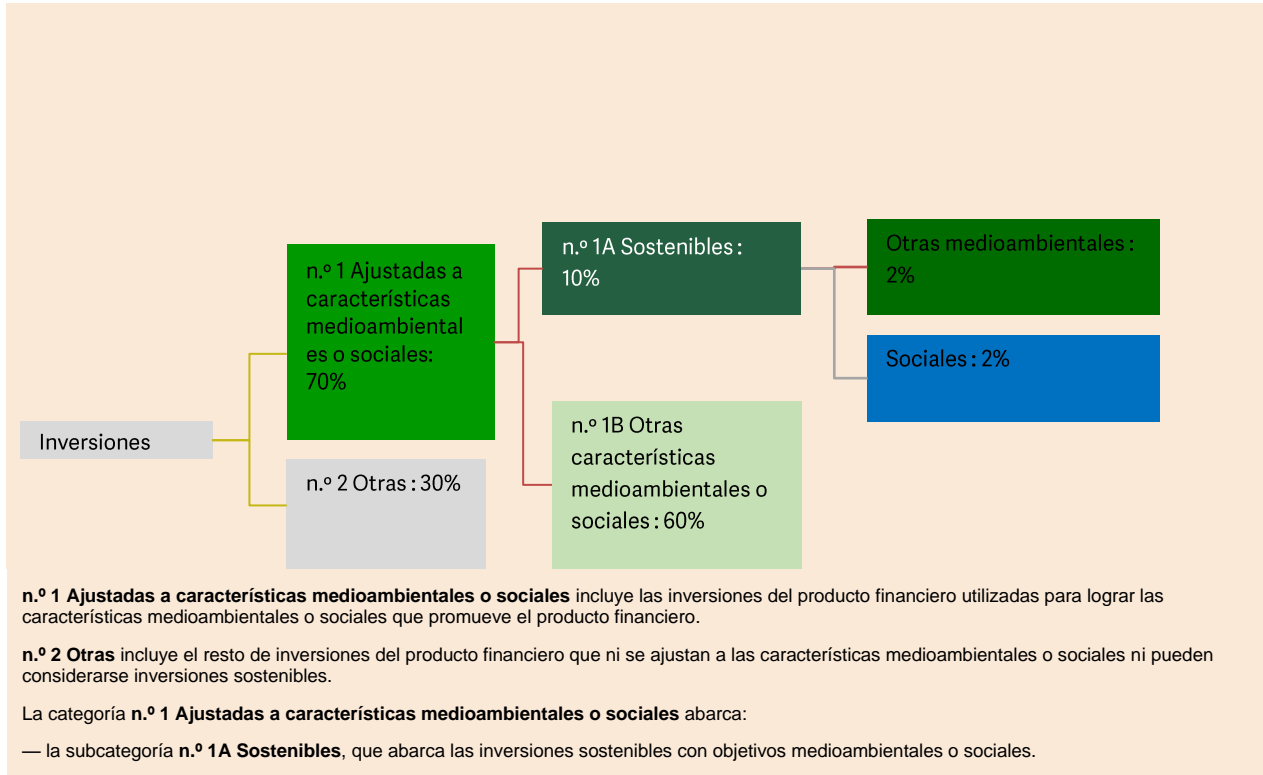 Inversiones
n.º 1 Ajustadas a
características
medioambiental
es o sociales:
70%
n.º 2 Otras : 30%
n.º 1A Sostenibles :
10%
n.º 1B Otras
características
medioambientales o
sociales : 60%
Otras medioambientales :
2%
Sociales : 2%
n.º 1 Ajustadas a características medioambientales o sociales incluye las inversiones del producto financiero utilizadas para lograr las
características medioambientales o sociales que promueve el producto financiero.
n.º 2 Otras incluye el resto de inversiones del producto financiero que ni se ajustan a las características medioambientales o sociales ni pueden
considerarse inversiones sostenibles.
La categoría n.º 1 Ajustadas a características medioambientales o sociales abarca:
— la subcategoría n.º 1A Sostenibles, que abarca las inversiones sostenibles con objetivos medioambientales o sociales.